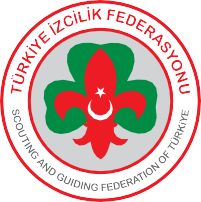 TÜRKİYE İZCİLİK FEDERASYONU
SCOUTING AND GUIDING FEDERATION OF TÜRKİYE